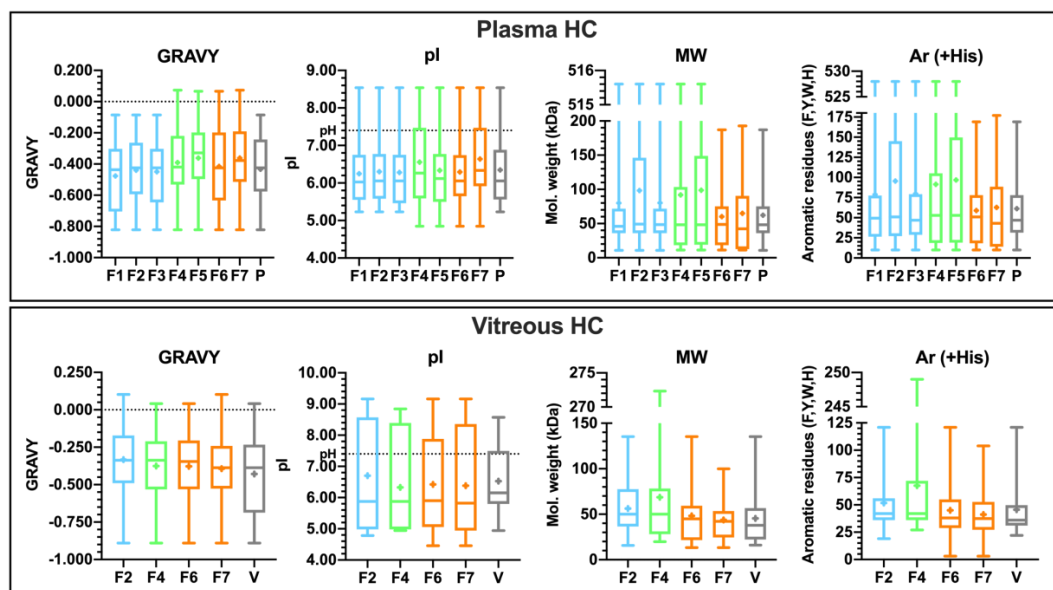 Plasma HC
GRAVY
pI
MW
Ar (+His)
GRAVY
0.200
0.000
-0.200
-0.400
-0.600
-0.800
-1.000
F1 F2 F3 F4 F5 F6 F7 P
pI
9.00
8.00
pH
7.00
6.00
5.00
4.00
F1 F2 F3 F4 F5 F6 F7 P
Mol. weight (kDa)
516
515
200
150
100
50
0
F1 F2 F3 F4 F5 F6 F7 P
Aromatic residues (F,Y,W,H)
530
525
175
150
125
100
75
50
25
0
F1 F2 F3 F4 F5 F6 F7 P
Vitreous HC
GRAVY
pI
MW
Ar (+His)
GRAVY
0.250
0.000
-0.250
-0.500
-0.750
-1.000
F2 F4 F6 F7 V
pI
10.00
9.00
8.00
pH
7.00
6.00
5.00
4.00
F2 F4 F6 F7 V
Mol. weight (kDa)
275
270
150
100
50
0
F2 F4 F6 F7 V
Aromatic residues (F,Y,W,H)
250
245
125
100
75
50
25
0
F2 F4 F6 F7 V